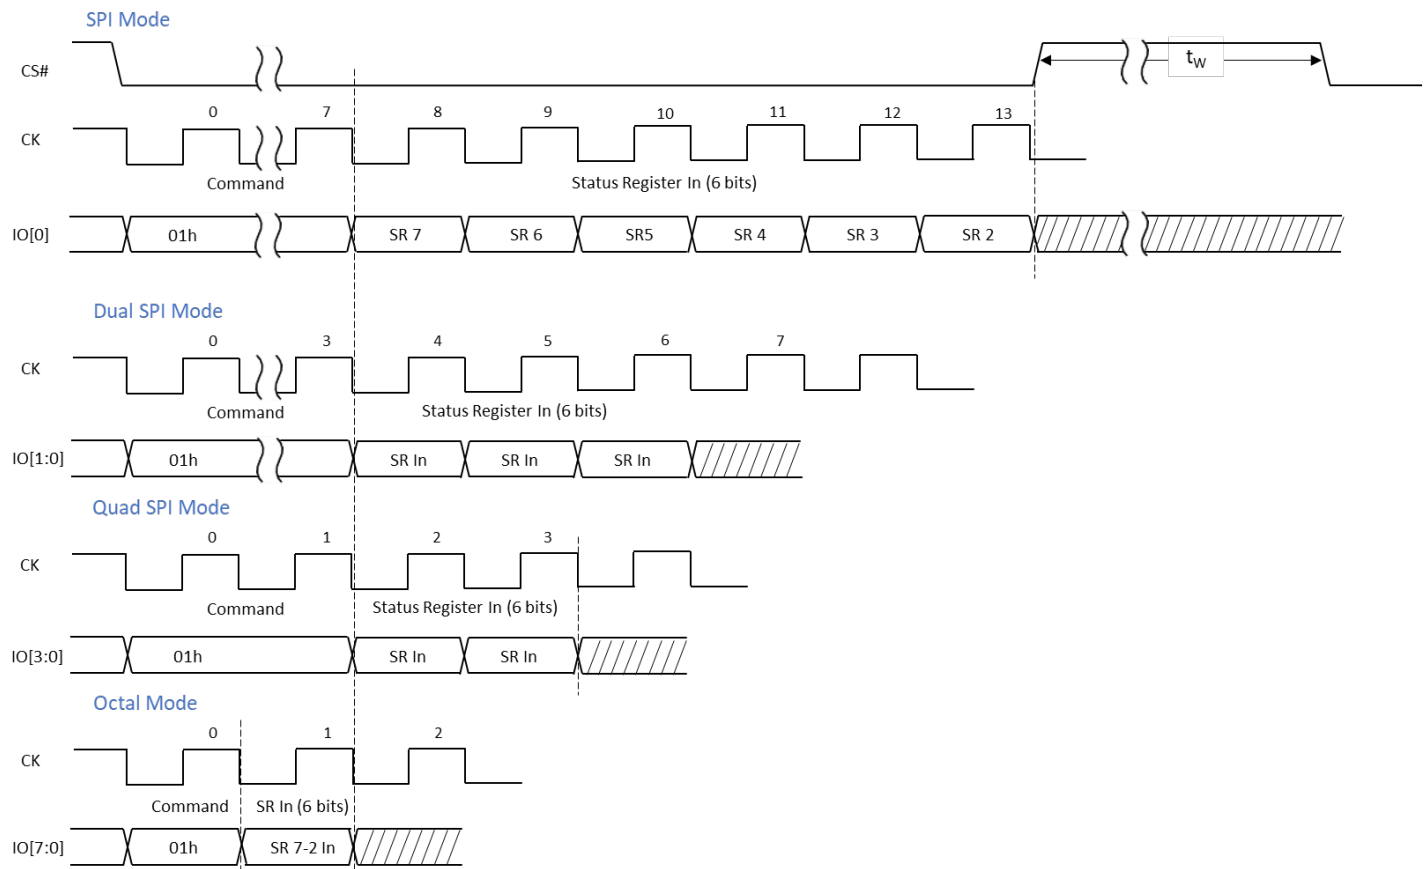 SPI Mode
CS#
tW
0 7 8 9 10 11 12 13
CK
Command Status Register In (6 bits)
IO[0] 01h SR 7 SR 6 SR5 SR 4 SR 3 SR 2
Dual SPI Mode
0 3 4 5 6 7
CK
Command Status Register In (6 bits)
IO[1:0] 01h SR In SR In SR In
Quad SPI Mode
0 1 2 3
CK
Command Status Register In (6 bits)
IO[3:0] 01h SR In SR In
Octal Mode
0 1 2
CK
Command SR In (6 bits)
IO[7:0] 01h SR 7-2 In